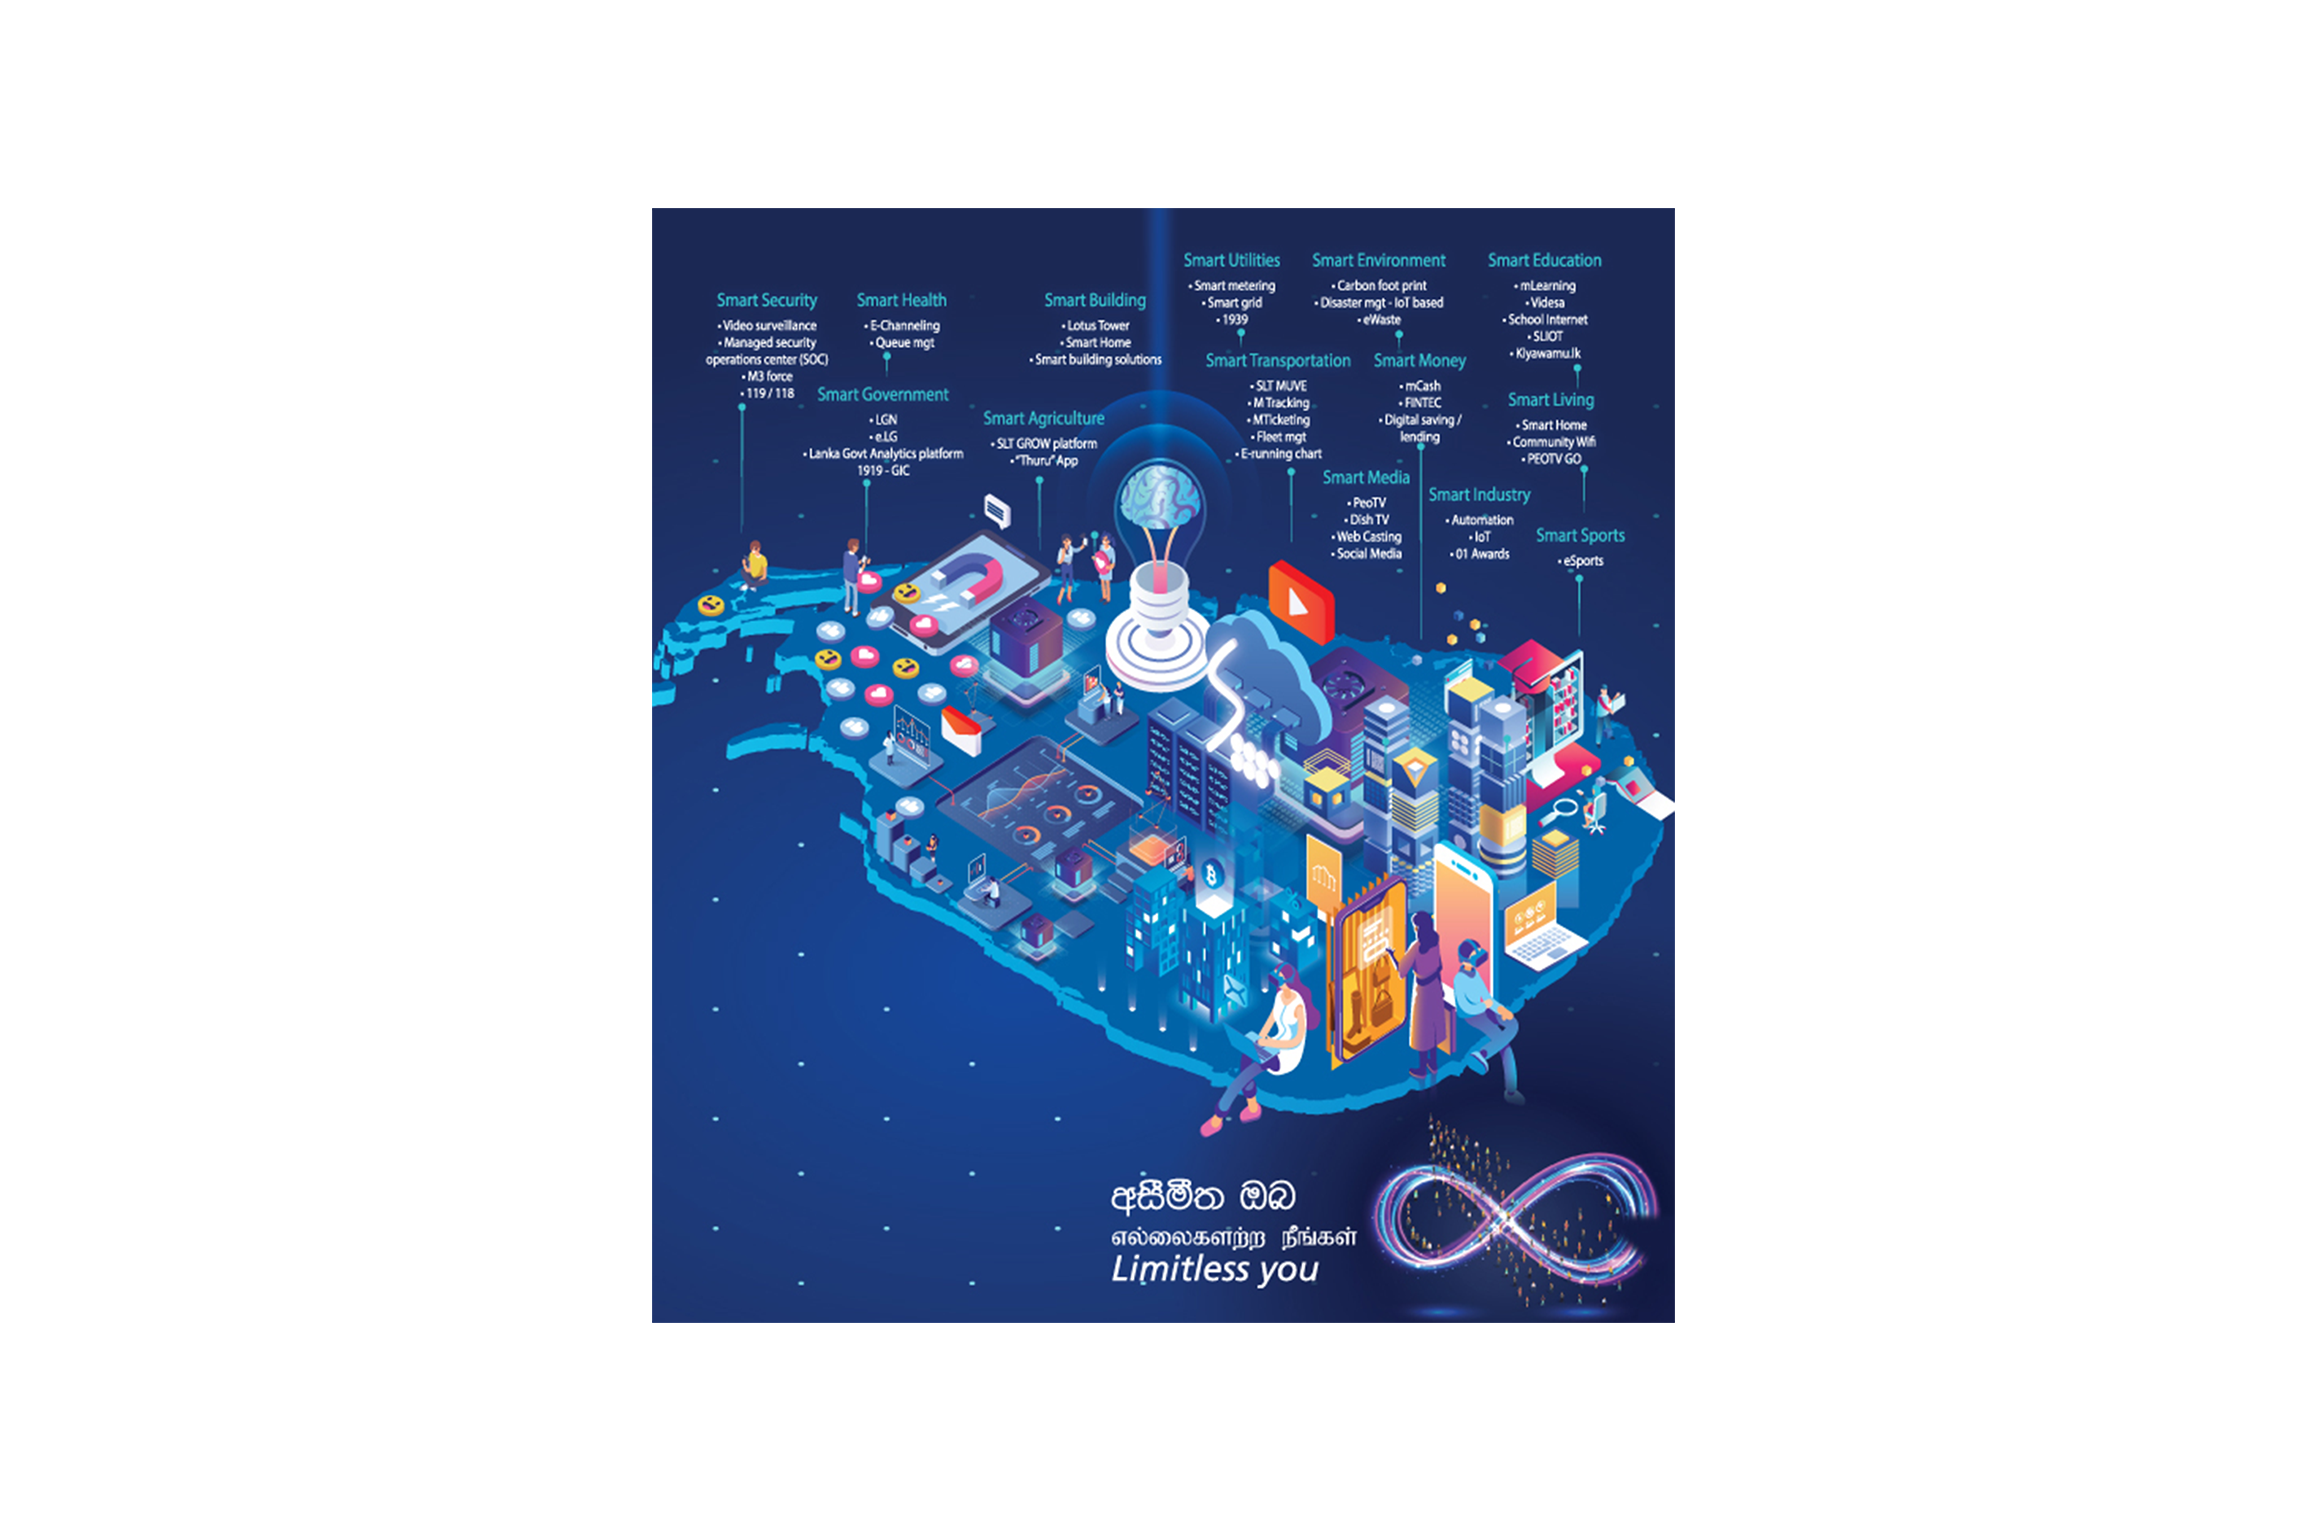 Smart Security
• Video surveillance
• Managed security
operations center (SOC)
• M3 force
• 119 / 118
Smart Health
• E-Channeling
• Queue mgt
Smart Government
• LGN
• e.LG
• Lanka Govt Analytics platform
1919 - GIC
Smart Building
• Lotus Tower
• Smart Home
• Smart building solutions
Smart Agriculture
• SLT GROW platform
• "Thuru" App
Smart Utilities
• Smart metering
• Smart grid
• 1939
Smart Transportation
• SLT MUVE
• M Tracking
• MTicketing
• Fleet mgt
• E-running chart
Smart Environment
• Carbon foot print
• Disaster mgt - IoT based
• eWaste
Smart Money
• mCash
• FINTEC
• Digital saving /
lending
Smart Media
• PeoTV
• Dish TV
• Web Casting
• Social Media
Smart Industry
• Automation
• IoT
• 01 Awards
Smart Education
• mLearning
• Videsa
• School Internet
• SLIOT
• Kiyawamu.lk
Smart Living
• Smart Home
• Community Wifi
• PEOTV GO
Smart Sports
• eSports
අසීමිත ඔබ
எல்லைகளற்ற நீங்கள்
Limitless you